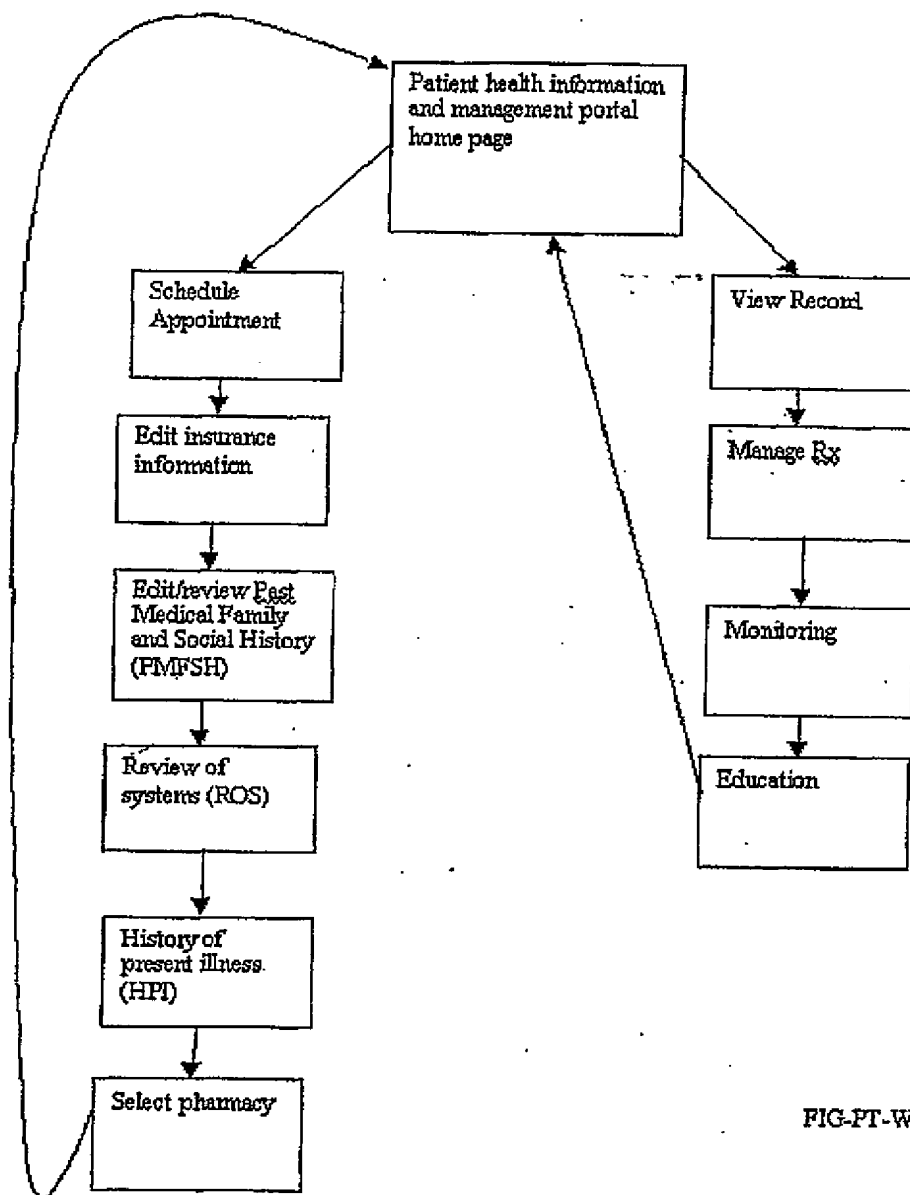 Patient health information
and management portal
home page
Schedule
Appointment
View Record
Edit insurance
information
Manage Rx
Edit/review Past
Medical Family
and Social History
(PMFSH)
Monitoring
Review of
systems (ROS)
Education
History of
present illness.
(HPI)
Select pharmacy
FIG-PT-W